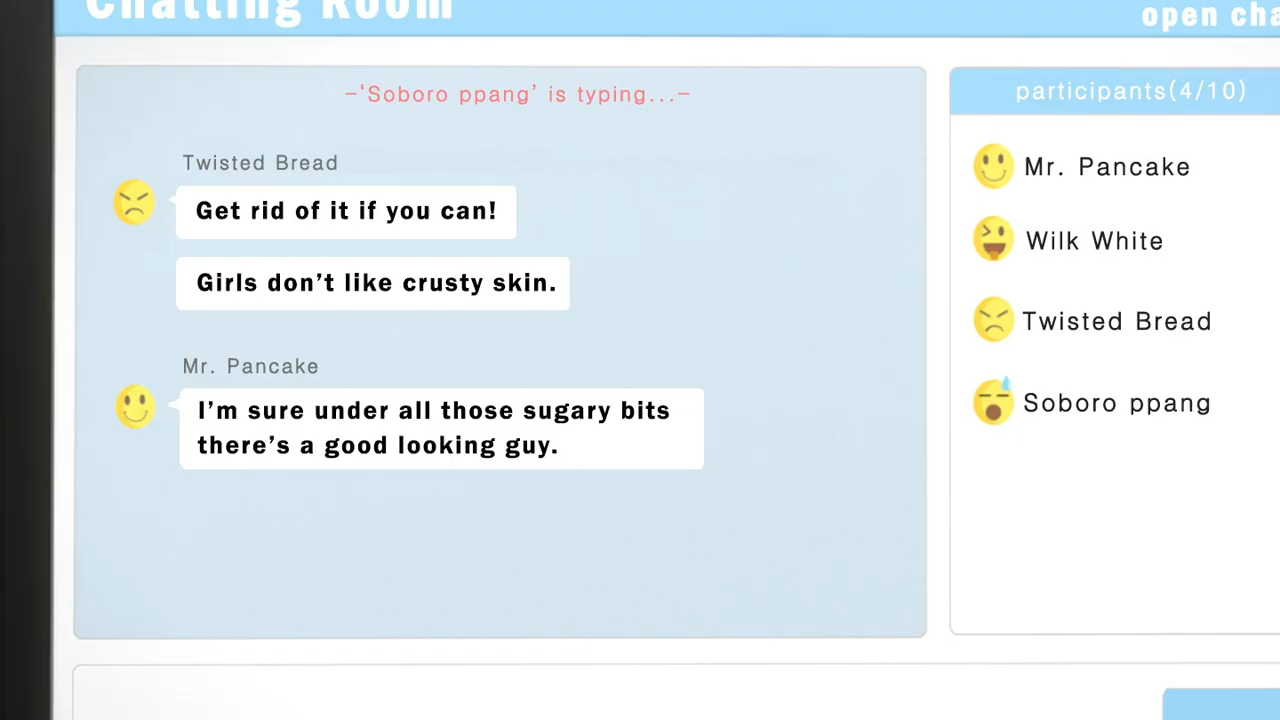 Chatting Room
open cha
–‘Soboro ppang’ is typing...–
participants(4/10)
Twisted Bread
Get rid of it if you can!
Girls don’t like crusty skin.
Mr. Pancake
I’m sure under all those sugary bits
there’s a good looking guy.
Mr. Pancake
Wilk White
Twisted Bread
Soboro ppang